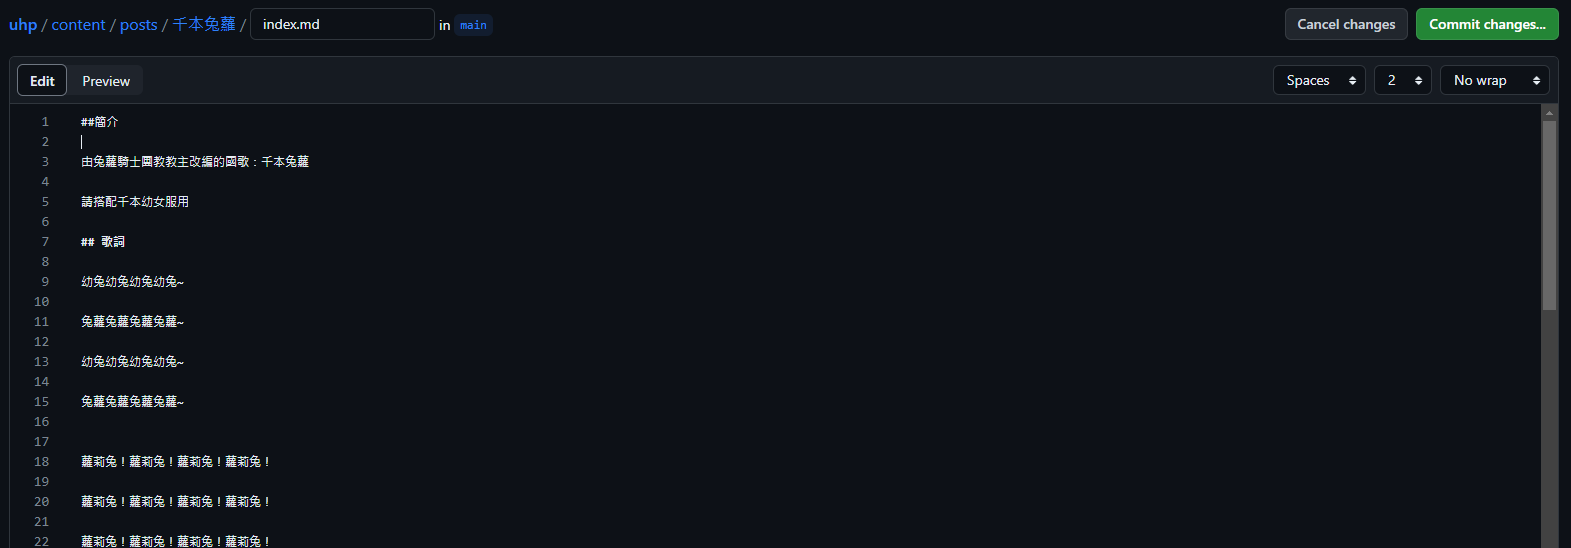 uhp / content / posts / 千本兔蘿 / index.md in main Cancel changes Commit changes...
Edit Preview Spaces 2 No wrap
1 ##簡介
2
3 由兔蘿騎士團教教主改編的國歌：千本兔蘿
4
5 請搭配千本幼女服用
6
7 ## 歌詞
8
9 幼兔幼兔幼兔幼兔~
10
11 兔蘿兔蘿兔蘿兔蘿~
12
13 幼兔幼兔幼兔幼兔~
14
15 兔蘿兔蘿兔蘿兔蘿~
16
17
18 蘿莉兔！蘿莉兔！蘿莉兔！蘿莉兔！
19
20 蘿莉兔！蘿莉兔！蘿莉兔！蘿莉兔！
21
22 蘿莉兔！蘿莉兔！蘿莉兔！蘿莉兔！